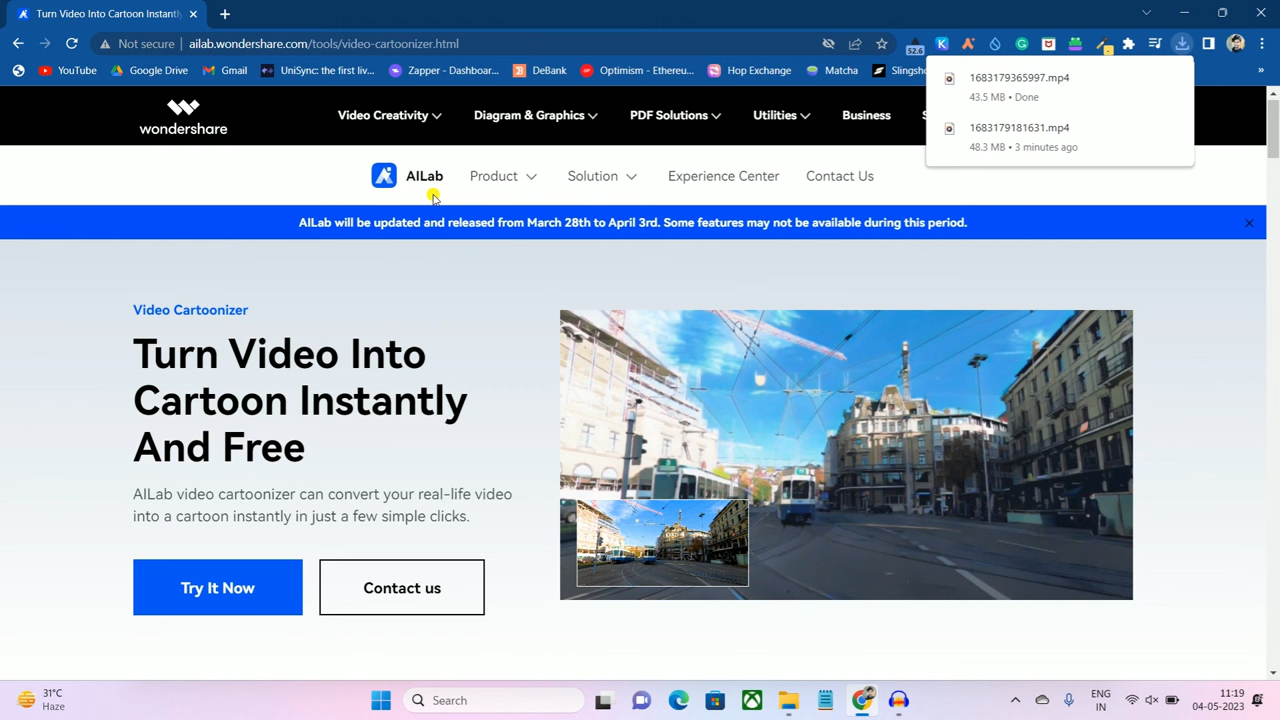 Turn Video Into Cartoon Instantl
Not secure
ailab.wondershare.com/tools/video-cartoonizer.html
52.6
YouTube
Google Drive
Gmail
UniSync: the first liv...
Zapper - Dashboar...
DeBank
Optimism - Ethereu...
Hop Exchange
Matcha
Slingsh
»
1683179365997.mp4
43.5 MB • Done
1683179181631.mp4
48.3 MB • 3 minutes ago
wondershare
Video Creativity
Diagram & Graphics
PDF Solutions
Utilities
Business
S
AILab
Product
Solution
Experience Center
Contact Us
AILab will be updated and released from March 28th to April 3rd. Some features may not be available during this period.
Video Cartoonizer
Turn Video Into
Cartoon Instantly
And Free
AILab video cartoonizer can convert your real-life video
into a cartoon instantly in just a few simple clicks.
Try It Now
Contact us
31°C
Haze
Search
ENG
IN
11:19
04-05-2023